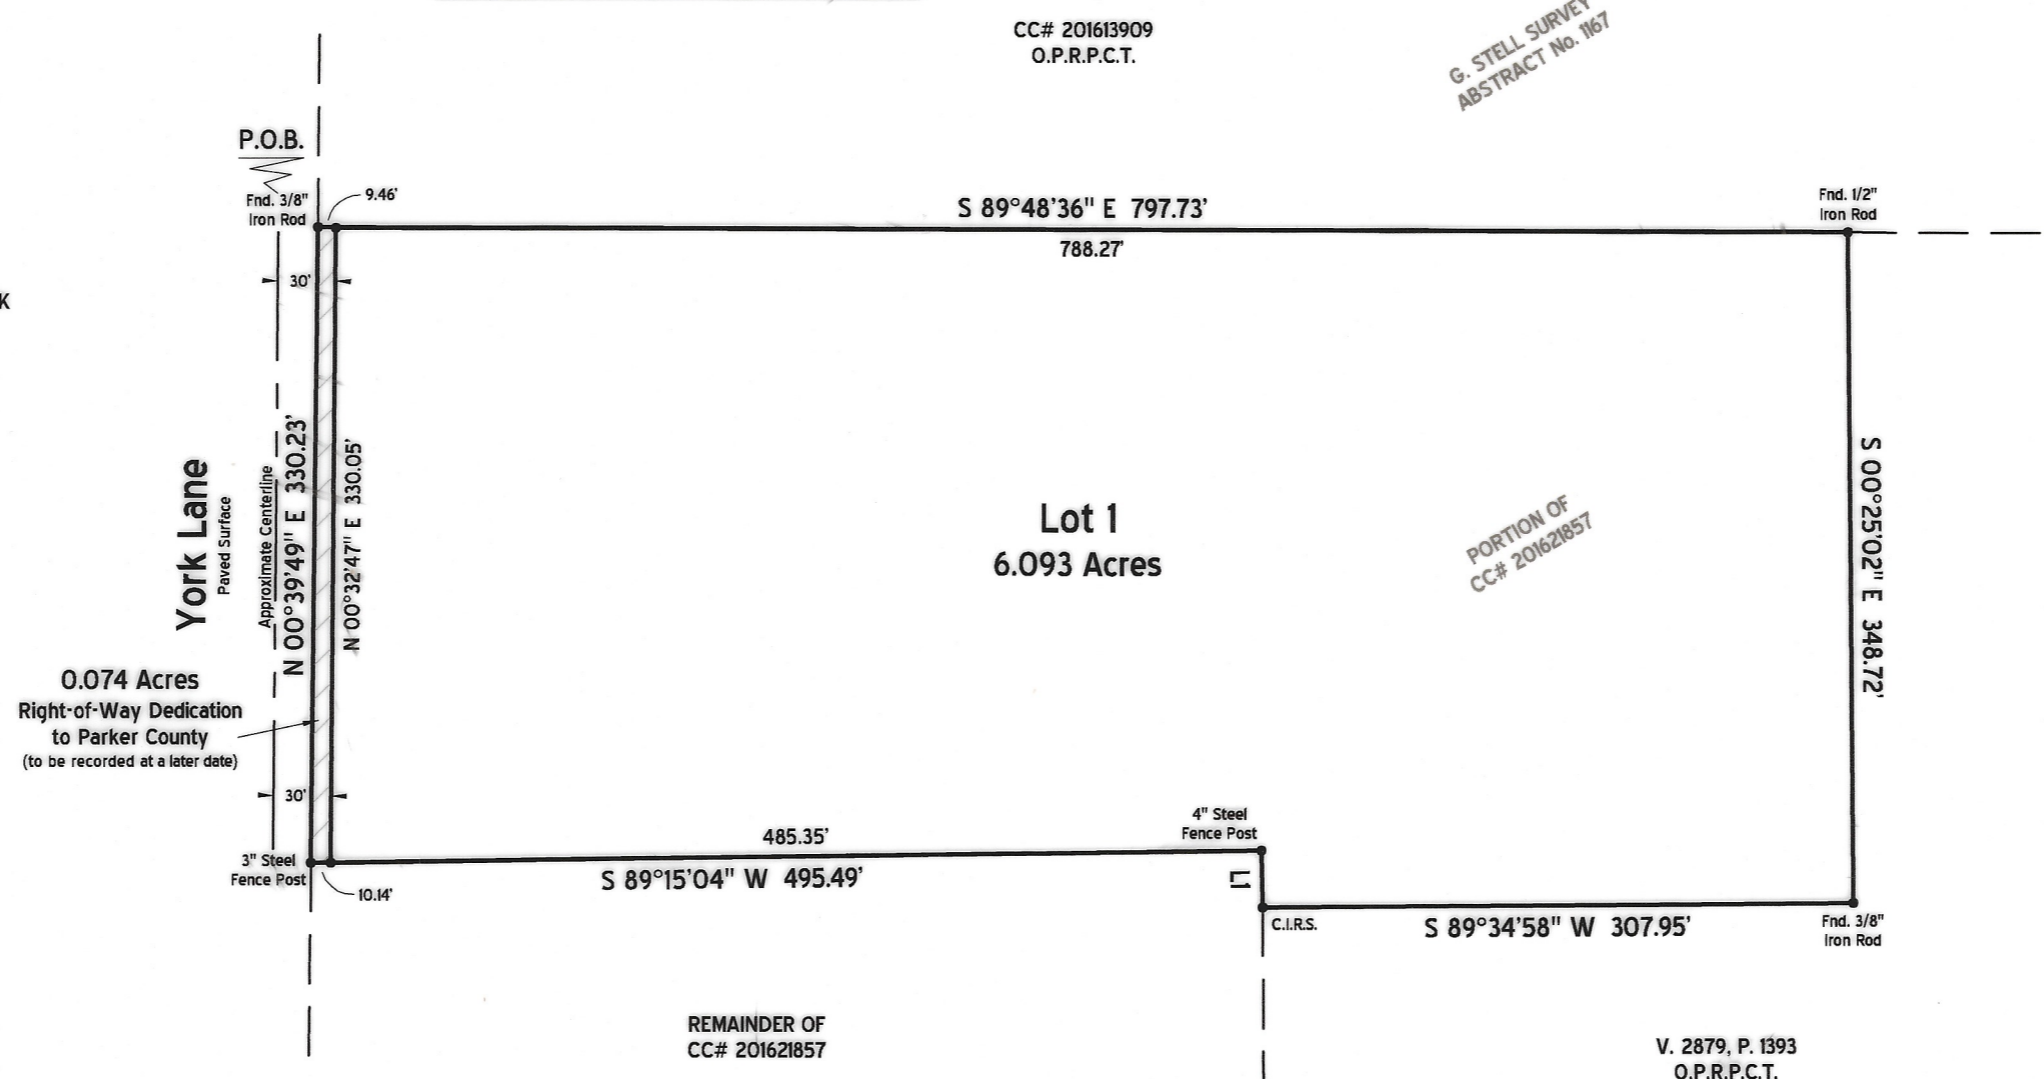 CC# 201613909
O.P.R.P.C.T.
G. STELL SURVEY
ABSTRACT No. 1167
P.O.B.
Fnd. 3/8"
Iron Rod
9.46'
S 89°48'36" E 797.73'
788.27'
Fnd. 1/2"
Iron Rod
30'
K
York Lane
Paved Surface
Approximate Centerline
N 00°39'49" E 330.23'
N 00°32'47" E 330.05'
Lot 1
6.093 Acres
PORTION OF
CC# 201621857
S 00°25'02" E 348.72'
0.074 Acres
Right-of-Way Dedication
to Parker County
(to be recorded at a later date)
30'
3" Steel
Fence Post
10.14'
485.35'
S 89°15'04" W 495.49'
4" Steel
Fence Post
L1
C.I.R.S.
S 89°34'58" W 307.95'
Fnd. 3/8"
Iron Rod
REMAINDER OF
CC# 201621857
V. 2879, P. 1393
O.P.R.P.C.T.